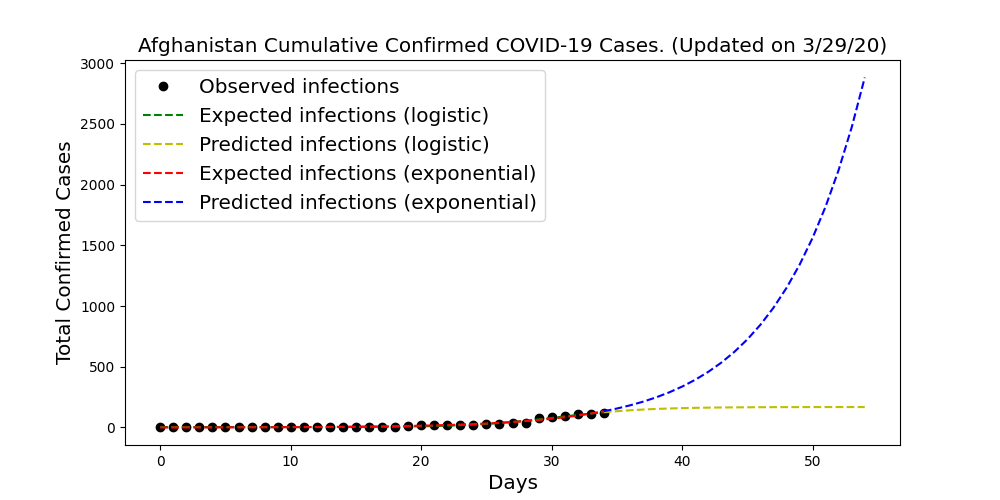 Afghanistan Cumulative Confirmed COVID-19 Cases. (Updated on 3/29/20)
3000
2500
2000
1500
1000
500
0
Total Confirmed Cases
Observed infections
Expected infections (logistic)
Predicted infections (logistic)
Expected infections (exponential)
Predicted infections (exponential)
0 10 20 30 40 50
Days